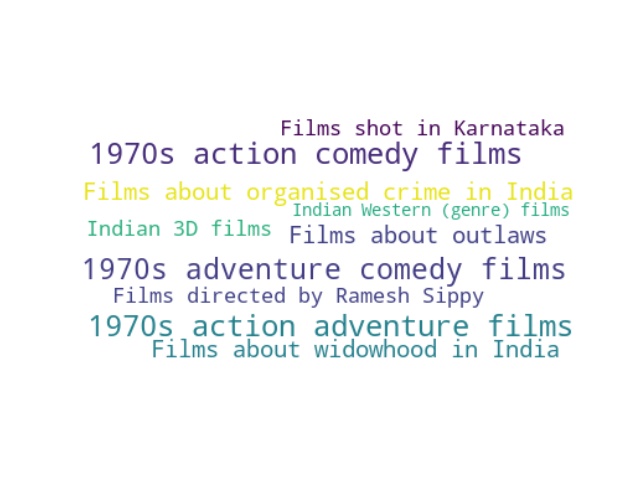 Films shot in Karnataka
1970s action comedy films
Films about organised crime in India
Indian Western (genre) films
Indian 3D films
Films about outlaws
1970s adventure comedy films
Films directed by Ramesh Sippy
1970s action adventure films
Films about widowhood in India